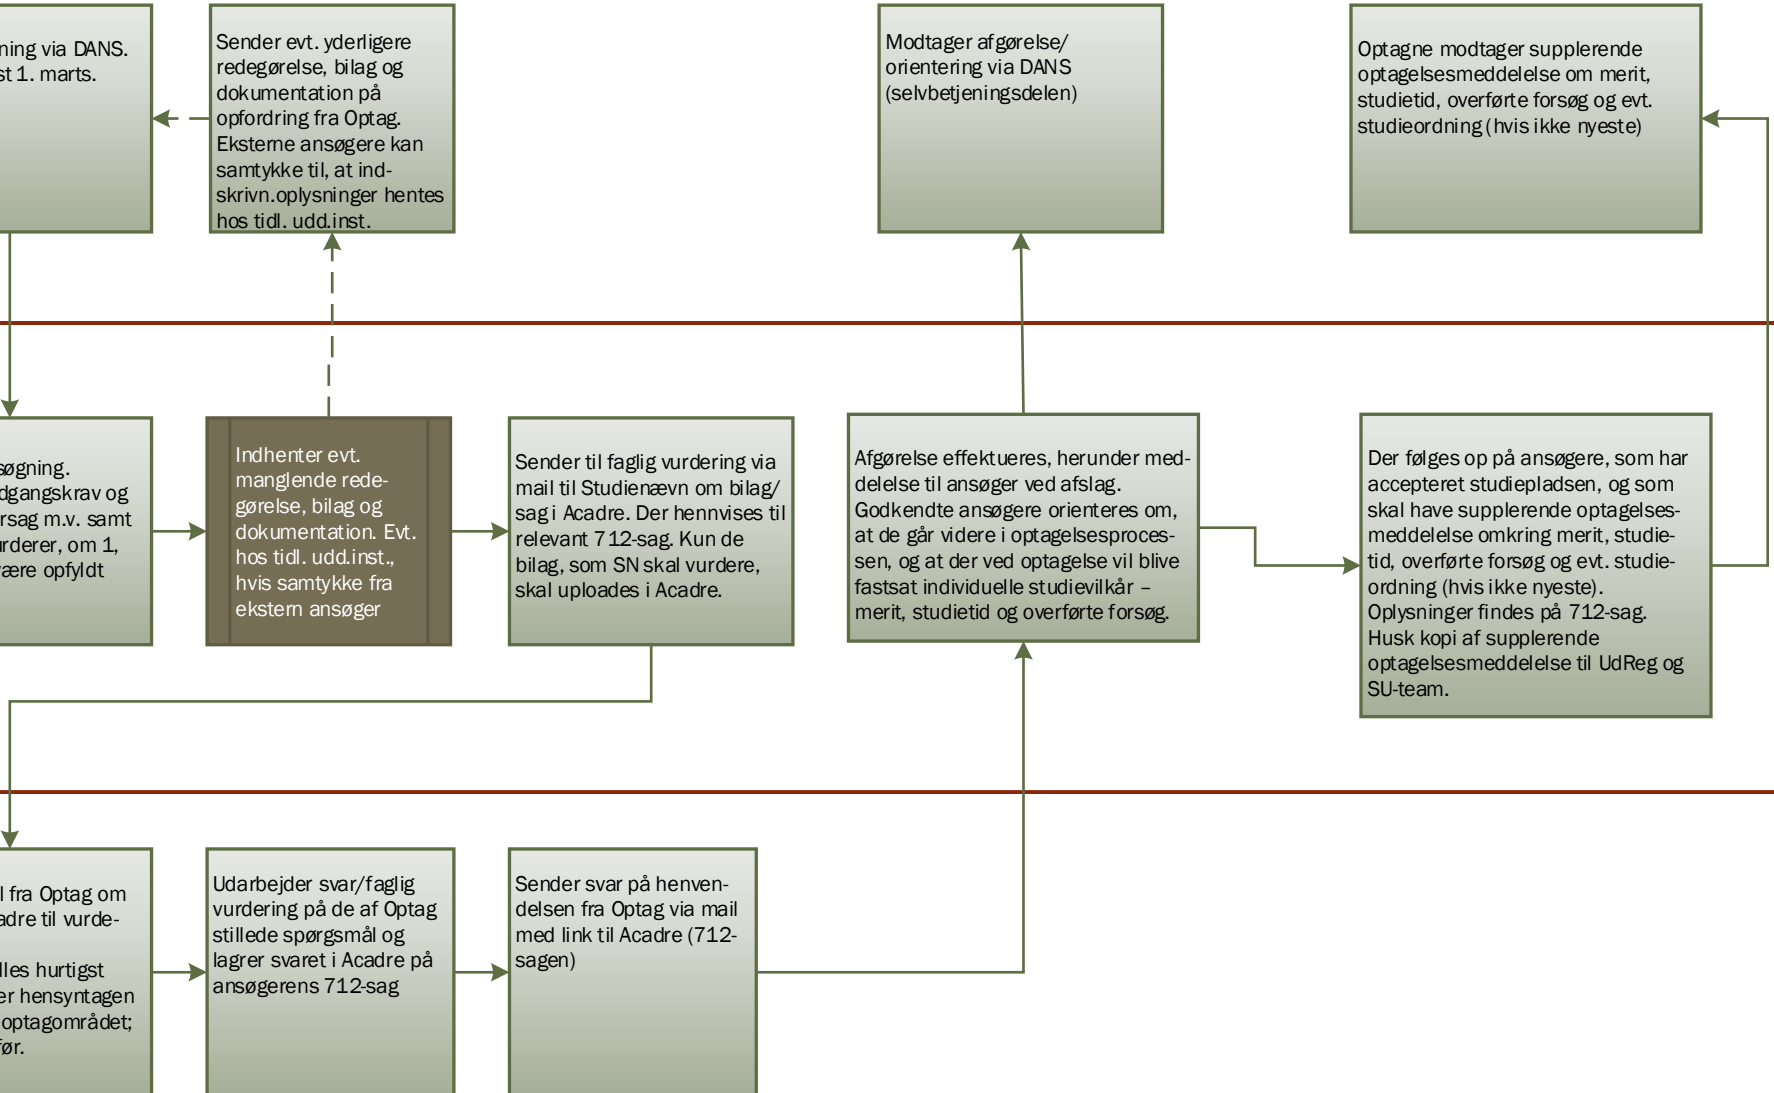 ning via DANS.
st 1. marts.
Sender evt. yderligere
redegørelse, bilag og
dokumentation på
opfordring fra Optag.
Eksterne ansøgere kan
samtykke til, at ind-
skrivn.oplysninger hentes
hos tidl. udd.inst.
Modtager afgørelse/
orientering via DANS
(selvbetjeningsdelen)
Optagne modtager supplerende
optagelsesmeddelelse om merit,
studietid, overførte forsøg og evt.
studieordning (hvis ikke nyeste)
søgning.
dgangskrav og
rsag m.v. samt
urderer, om 1,
være opfyldt
Indhenter evt.
manglende rede-
gørelse, bilag og
dokumentation. Evt.
hos tidl. udd.inst.,
hvis samtykke fra
ekstern ansøger
Sender til faglig vurdering via
mail til Studienævn om bilag/
sag i Acadre. Der hennvises til
relevant 712-sag. Kun de
bilag, som SN skal vurdere,
skal uploades i Acadre.
Afgørelse effektueres, herunder med-
delelse til ansøger ved afslag.
Godkendte ansøgere orienteres om,
at de går videre i optagelsesproces-
sen, og at der ved optagelse vil blive
fastsat individuelle studievilkår –
merit, studietid og overførte forsøg.
Der følges op på ansøgere, som har
accepteret studiepladsen, og som
skal have supplerende optagelses-
meddelelse omkring merit, studie-
tid, overførte forsøg og evt. studie-
ordning (hvis ikke nyeste).
Oplysninger findes på 712-sag.
Husk kopi af supplerende
optagelsesmeddelelse til UdReg og
SU-team.
l fra Optag om
adre til vurde-
lles hurtigst
er hensyntagen
optagområdet;
før.
Udarbejder svar/faglig
vurdering på de af Optag
stillede spørgsmål og
lagrer svaret i Acadre på
ansøgerens 712-sag
Sender svar på henven-
delsen fra Optag via mail
med link til Acadre (712-
sagen)